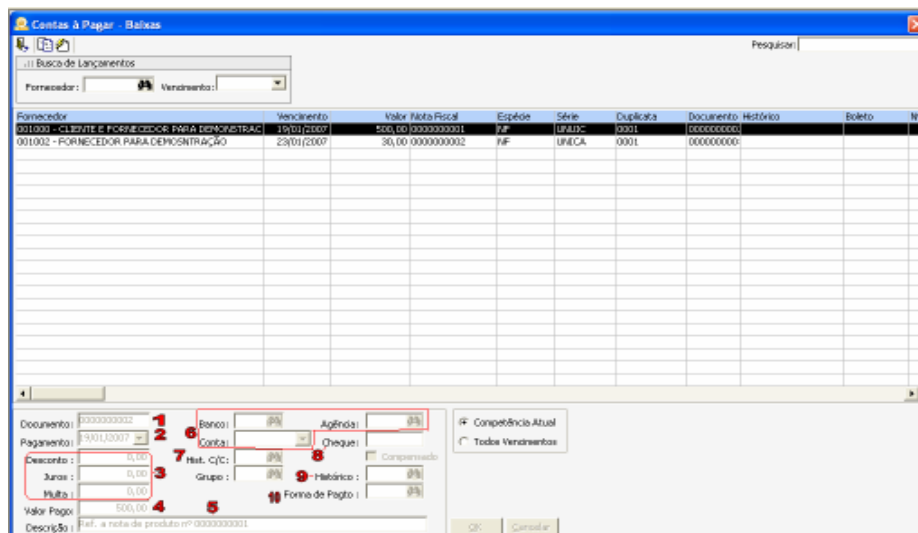 Contas à Pagar - Baixas
Pesquisar:
.:: Busca de Lançamentos
Fornecedor: Vencimento:
Fornecedor Vencimento Valor Nota Fiscal Espécie Série Duplicata Documento Histórico Boleto
001000 - CLIENTE E FORNECEDOR PARA DEMONSTRAC 19/01/2007 500,00 0000000001 NF 0001
001002 - FORNECEDOR PARA DEMOSNTRAÇÃO 23/01/2007 30,00 0000000002 NF UNICA 0001
Documento: 0000000002 1 Banco: Agência: Competência Atual
Pagamento: 19/01/2007 2 6 Conta: Cheque: Todos Vencimentos
Desconto : 0,00 7 Hist. C/C: 8 Compensado
Juros : 0,00 3 Grupo : 9 Histórico :
Multa : 0,00 10 Forma de Pagto :
Valor Pago: 500,00 4 5
Descrição : Ref. a nota de produto nº 0000000001 OK Cancelar